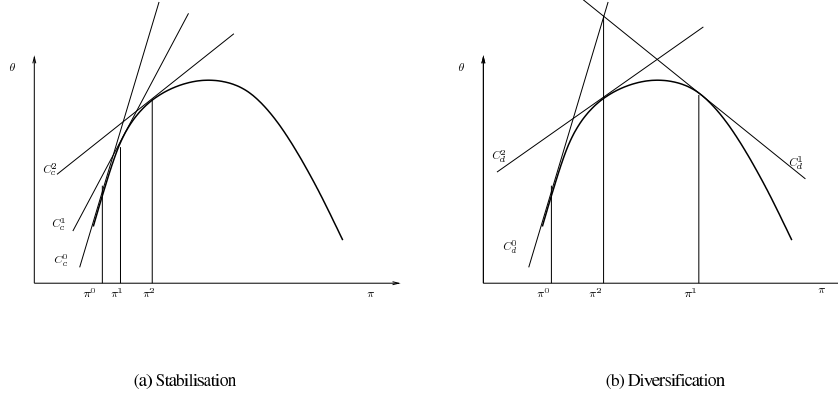 θ
θ
C_c^2
C_d^2
C_d^1
C_c^1
C_d^0
C_c^0
π^0 π^1 π^2 π
π^0 π^2 π^1 π
(a) Stabilisation
(b) Diversification